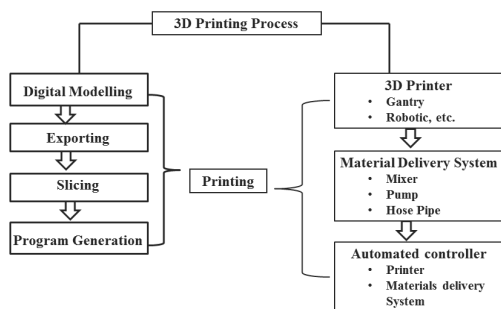 3D Printing Process
Digital Modelling
Exporting
Slicing
Program Generation
Printing
3D Printer
• Gantry
• Robotic, etc.
Material Delivery System
• Mixer
• Pump
• Hose Pipe
Automated controller
• Printer
• Materials delivery
System